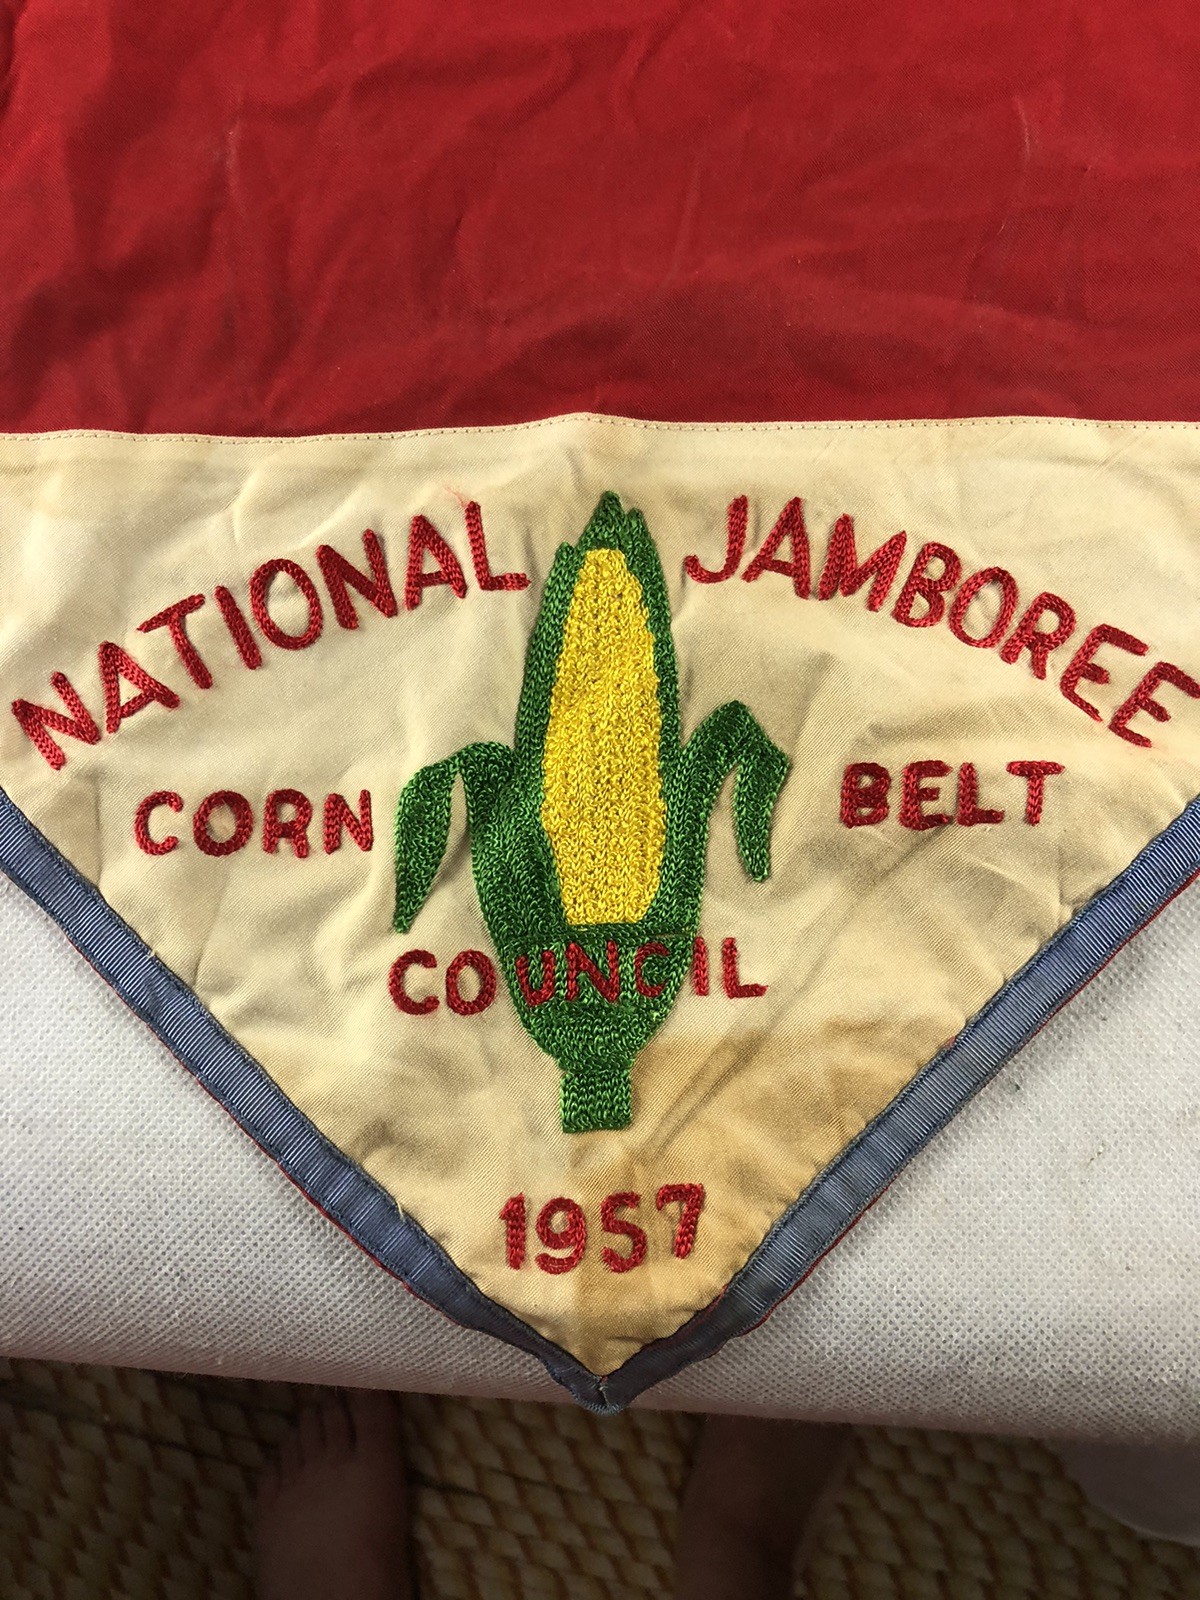 NATIONAL JAMBOREE
CORN BELT
COUNCIL
1957